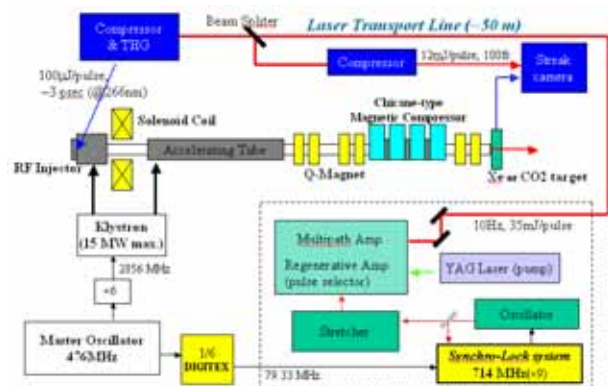 Beam Spliter
Laser Transport Line (~50 m)
Compressor
& THG
Compressor
12mJ/pulse, 100fs
Streak
camera
100μJ/pulse,
~3 psec (@266nm)
Solenoid Coil
Chicane-type
Magnetic Compressor
Accelerating Tube
RF Injector
Q-Magnet
Xe or CO2 target
Klystron
(15 MW max.)
10Hz, 35mJ/pulse
Multipath Amp
Regenerative Amp
(pulse selector)
YAG Laser (pump)
2856 MHz
×6
Stretcher
Oscillator
Master Oscillator
476MHz
1/6
DIGITEX
79.33 MHz
Synchro-Lock system
714 MHz(×9)